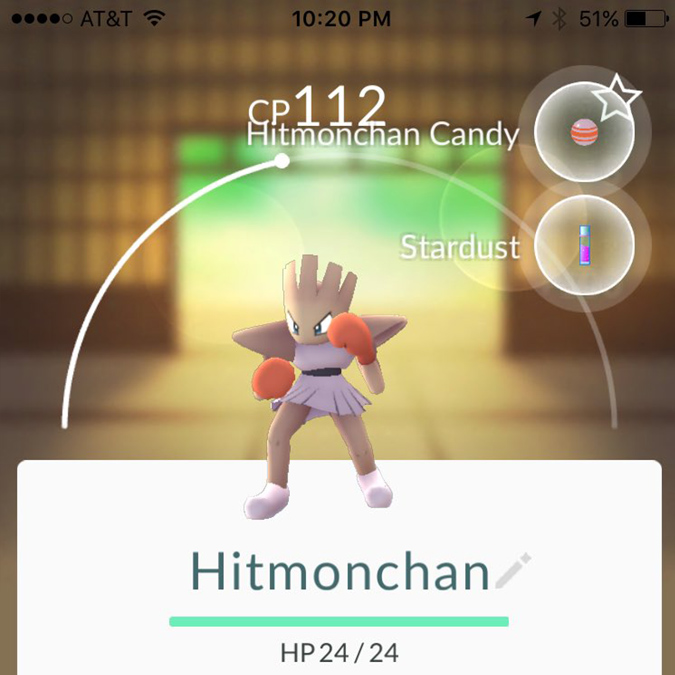 AT&T 10:20 PM 51%
CP112
Hitmonchan Candy
Stardust
Hitmonchan
HP 24 / 24